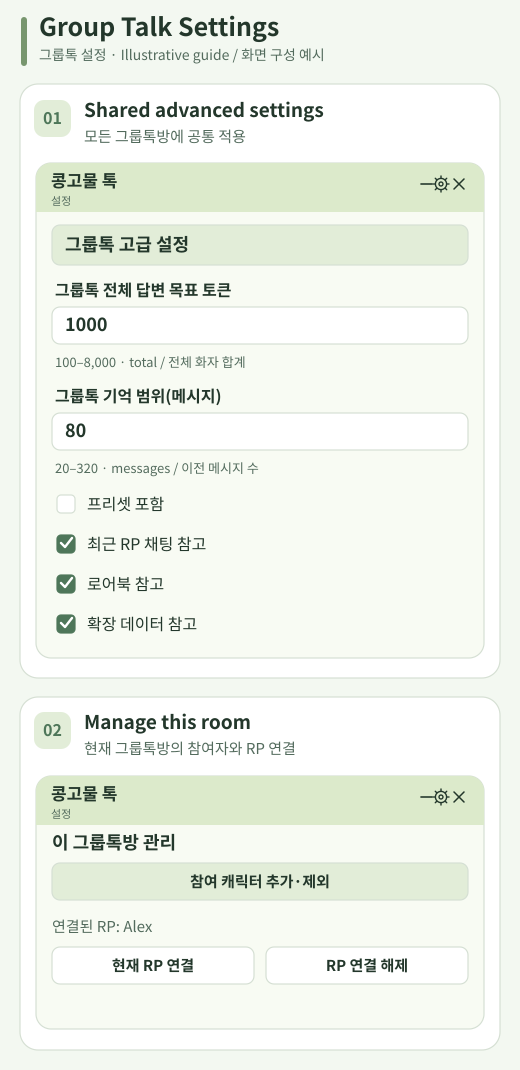 Group Talk Settings
그룹톡 설정 · Illustrative guide / 화면 구성 예시
01
Shared advanced settings
모든 그룹톡방에 공통 적용
콩고물 톡
설정
그룹톡 고급 설정
그룹톡 전체 답변 목표 토큰
1000
100–8,000 · total / 전체 화자 합계
그룹톡 기억 범위(메시지)
80
20–320 · messages / 이전 메시지 수
프리셋 포함
최근 RP 채팅 참고
로어북 참고
확장 데이터 참고
02
Manage this room
현재 그룹톡방의 참여자와 RP 연결
콩고물 톡
설정
이 그룹톡방 관리
참여 캐릭터 추가·제외
연결된 RP: Alex
현재 RP 연결
RP 연결 해제